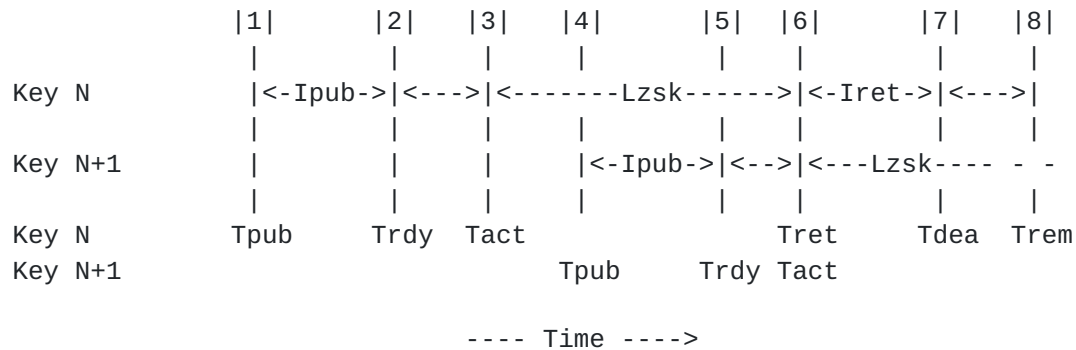 |1|      |2|   |3|   |4|      |5|  |6|      |7|   |8|
 |        |     |     |        |    |        |     |
Key N          |<-Ipub->|<--->|<-------Lzsk------>|<-Iret->|<--->|
 |        |     |     |        |    |        |     |
Key N+1        |        |     |     |<-Ipub->|<-->|<---Lzsk---- - -
 |        |     |     |        |    |        |     |
Key N         Tpub     Trdy  Tact                Tret     Tdea  Trem
Key N+1                             Tpub     Trdy Tact
---- Time ---->